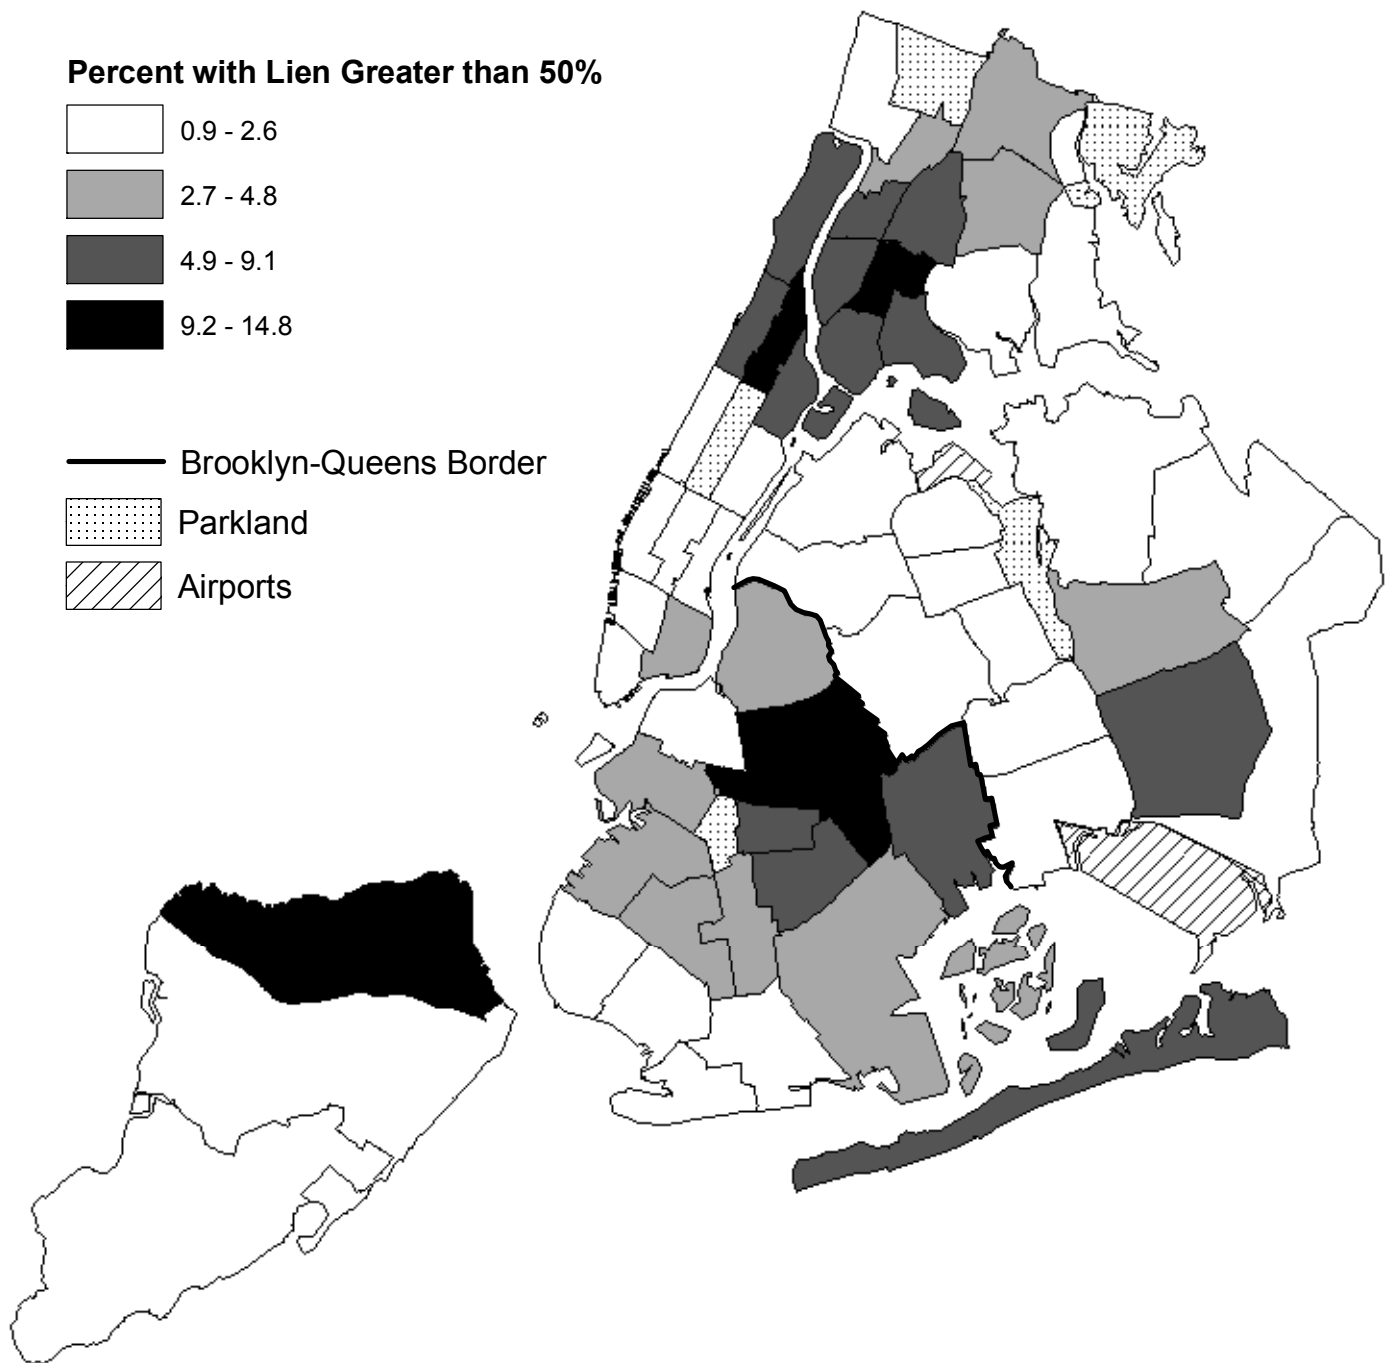 Percent with Lien Greater than 50%
0.9 - 2.6
2.7 - 4.8
4.9 - 9.1
9.2 - 14.8
Brooklyn-Queens Border
Parkland
Airports